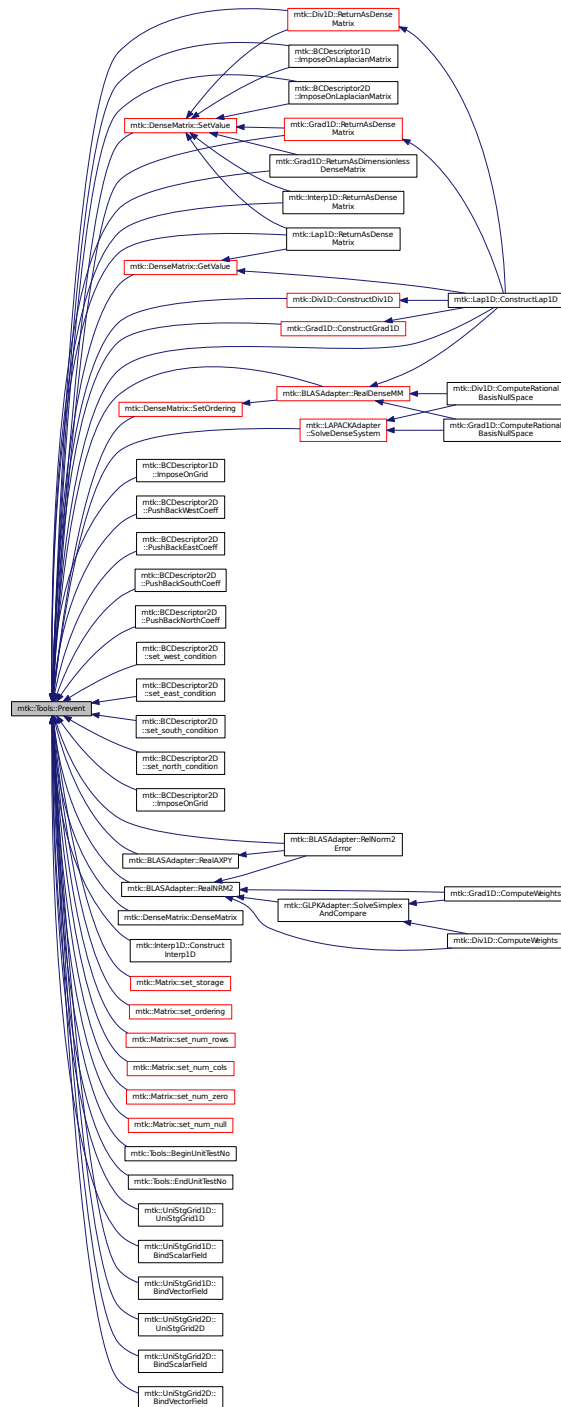 mtk::Div1D::ReturnAsDense
Matrix
mtk::BCDescriptor1D
::ImposeOnLaplacianMatrix
mtk::BCDescriptor2D
::ImposeOnLaplacianMatrix
mtk::DenseMatrix::SetValue
mtk::Grad1D::ReturnAsDense
Matrix
mtk::Grad1D::ReturnAsDimensionless
DenseMatrix
mtk::Interp1D::ReturnAsDense
Matrix
mtk::Lap1D::ReturnAsDense
Matrix
mtk::DenseMatrix::GetValue
mtk::Div1D::ConstructDiv1D
mtk::Lap1D::ConstructLap1D
mtk::Grad1D::ConstructGrad1D
mtk::BLASAdapter::RealDenseMM
mtk::Div1D::ComputeRational
BasisNullSpace
mtk::DenseMatrix::SetOrdering
mtk::LAPACKAdapter
::SolveDenseSystem
mtk::Grad1D::ComputeRational
BasisNullSpace
mtk::BCDescriptor1D
::ImposeOnGrid
mtk::BCDescriptor2D
::PushBackWestCoeff
mtk::BCDescriptor2D
::PushBackEastCoeff
mtk::BCDescriptor2D
::PushBackSouthCoeff
mtk::BCDescriptor2D
::PushBackNorthCoeff
mtk::BCDescriptor2D
::set_west_condition
mtk::BCDescriptor2D
::set_east_condition
mtk::Tools::Prevent
mtk::BCDescriptor2D
::set_south_condition
mtk::BCDescriptor2D
::set_north_condition
mtk::BCDescriptor2D
::ImposeOnGrid
mtk::BLASAdapter::RelNorm2
Error
mtk::BLASAdapter::RealAXPY
mtk::BLASAdapter::RealNRM2
mtk::Grad1D::ComputeWeights
mtk::GLPKAdapter::SolveSimplex
AndCompare
mtk::DenseMatrix::DenseMatrix
mtk::Div1D::ComputeWeights
mtk::Interp1D::Construct
Interp1D
mtk::Matrix::set_storage
mtk::Matrix::set_ordering
mtk::Matrix::set_num_rows
mtk::Matrix::set_num_cols
mtk::Matrix::set_num_zero
mtk::Matrix::set_num_null
mtk::Tools::BeginUnitTestNo
mtk::Tools::EndUnitTestNo
mtk::UniStgGrid1D::
UniStgGrid1D
mtk::UniStgGrid1D::
BindScalarField
mtk::UniStgGrid1D::
BindVectorField
mtk::UniStgGrid2D::
UniStgGrid2D
mtk::UniStgGrid2D::
BindScalarField
mtk::UniStgGrid2D::
BindVectorField